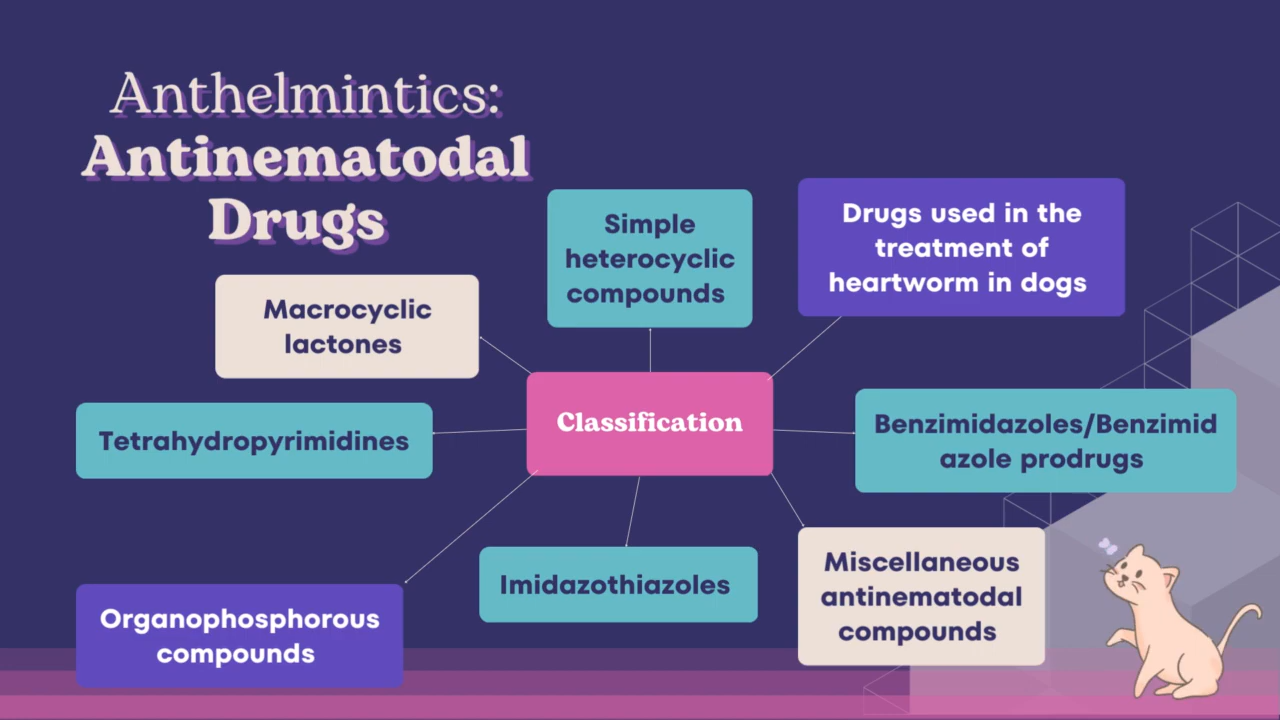 Anthelmintics:
Antinematodal
Drugs
Simple
heterocyclic
compounds
Drugs used in the
treatment of
heartworm in dogs
Macrocyclic
lactones
Classification
Tetrahydropyrimidines
Benzimidazoles/Benzimid
azole prodrugs
Organophosphorous
compounds
Imidazothiazoles
Miscellaneous
antinematodal
compounds